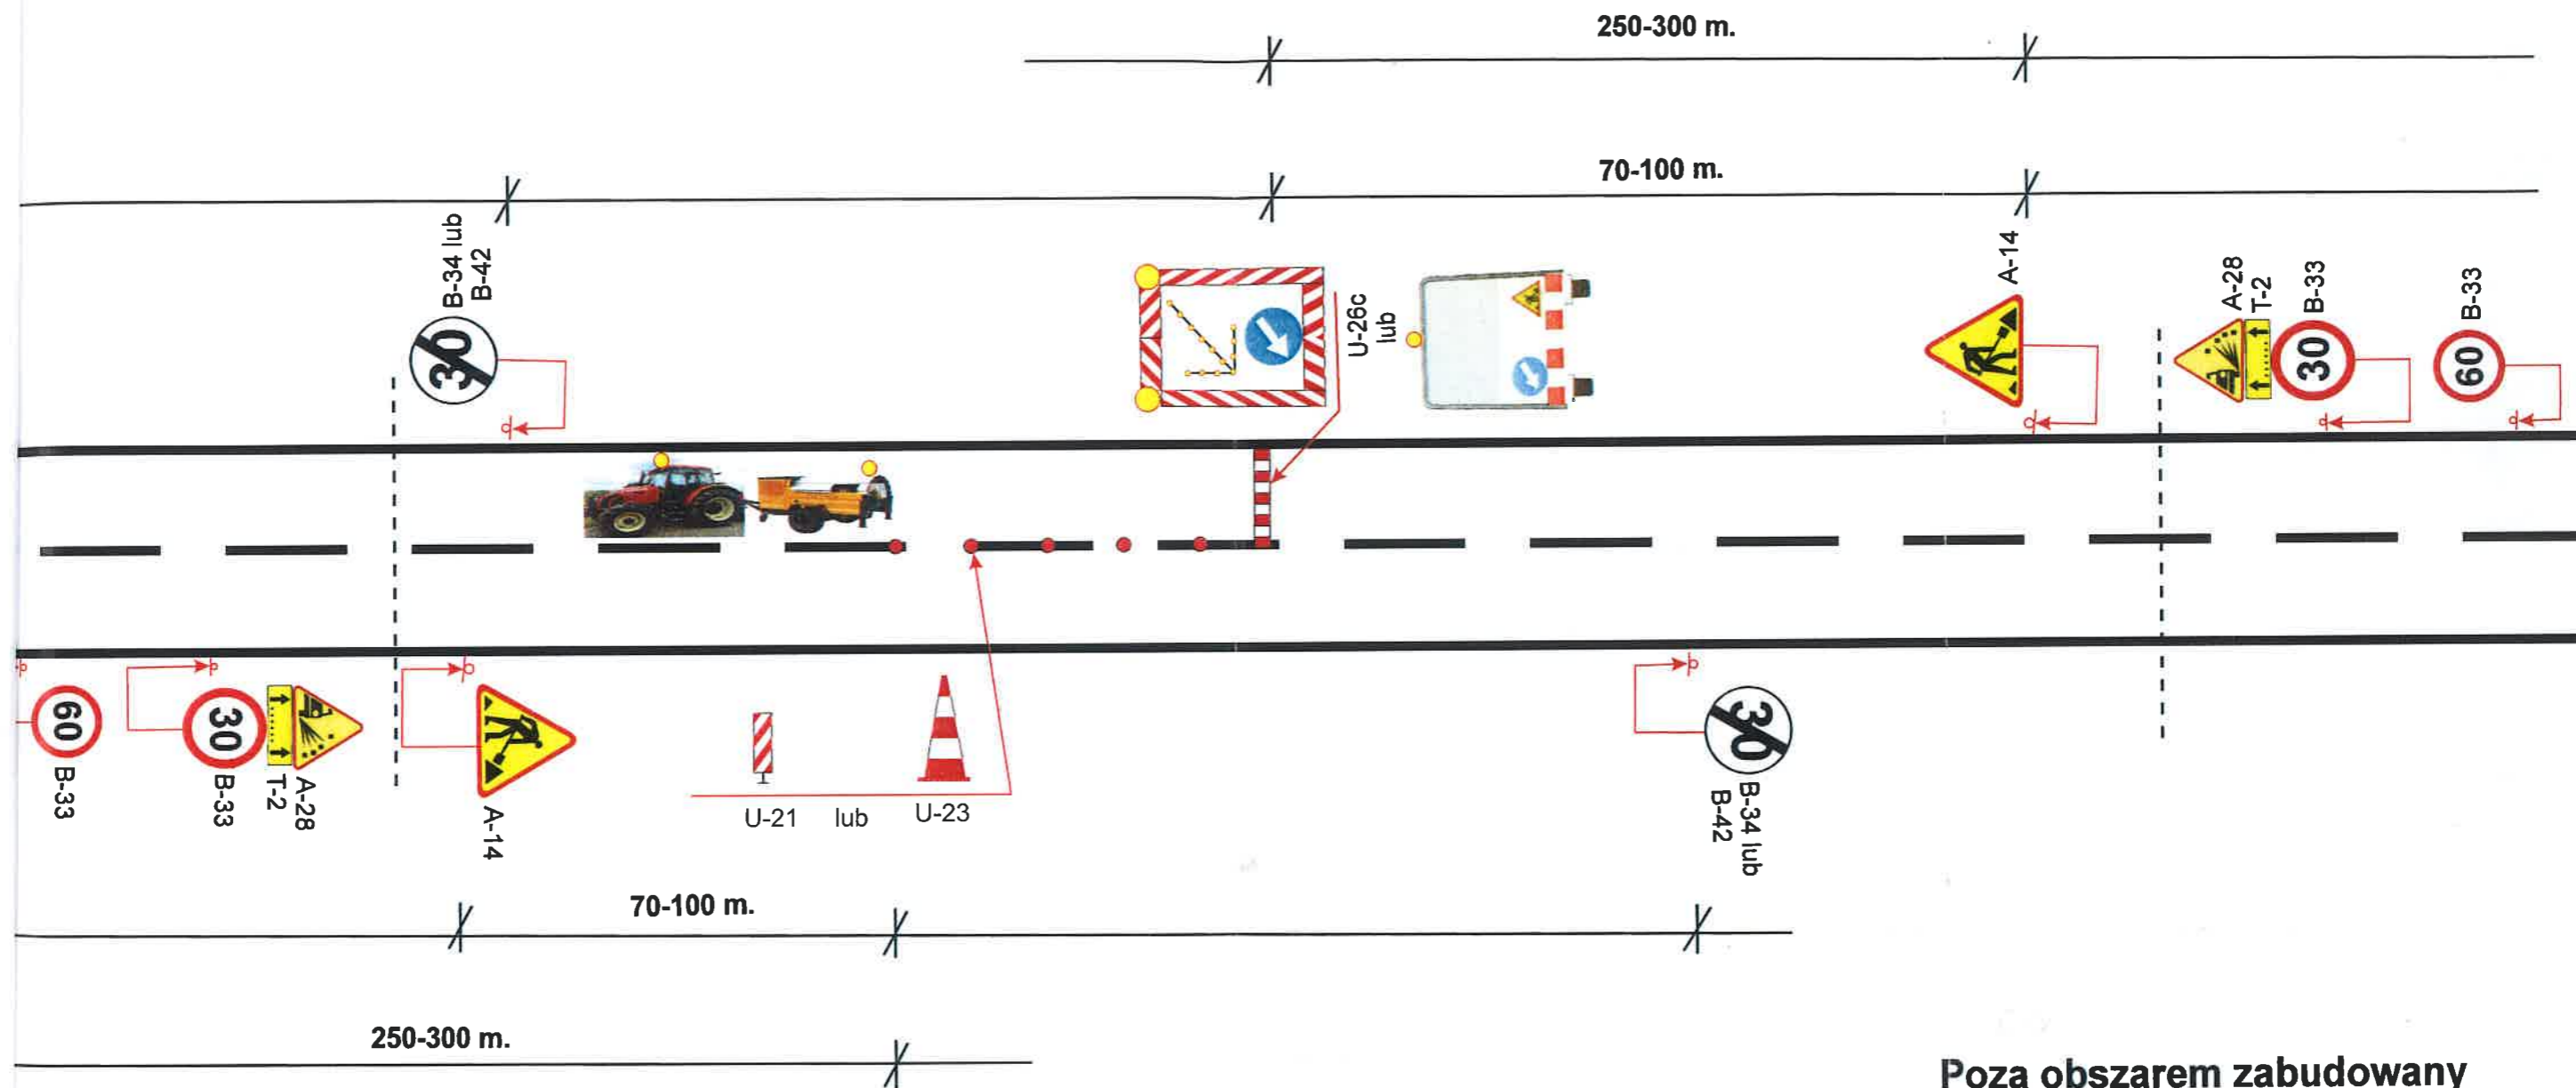 250-300 m.
70-100 m.
B-34 lub
B-42
30
U-26c
lub
A-14
A-28
T-2
B-33
30
B-33
60
60
B-33
30
B-33
T-2
A-28
A-14
U-21 lub U-23
30
B-34 lub
B-42
70-100 m.
250-300 m.
Poza obszarem zabudowany